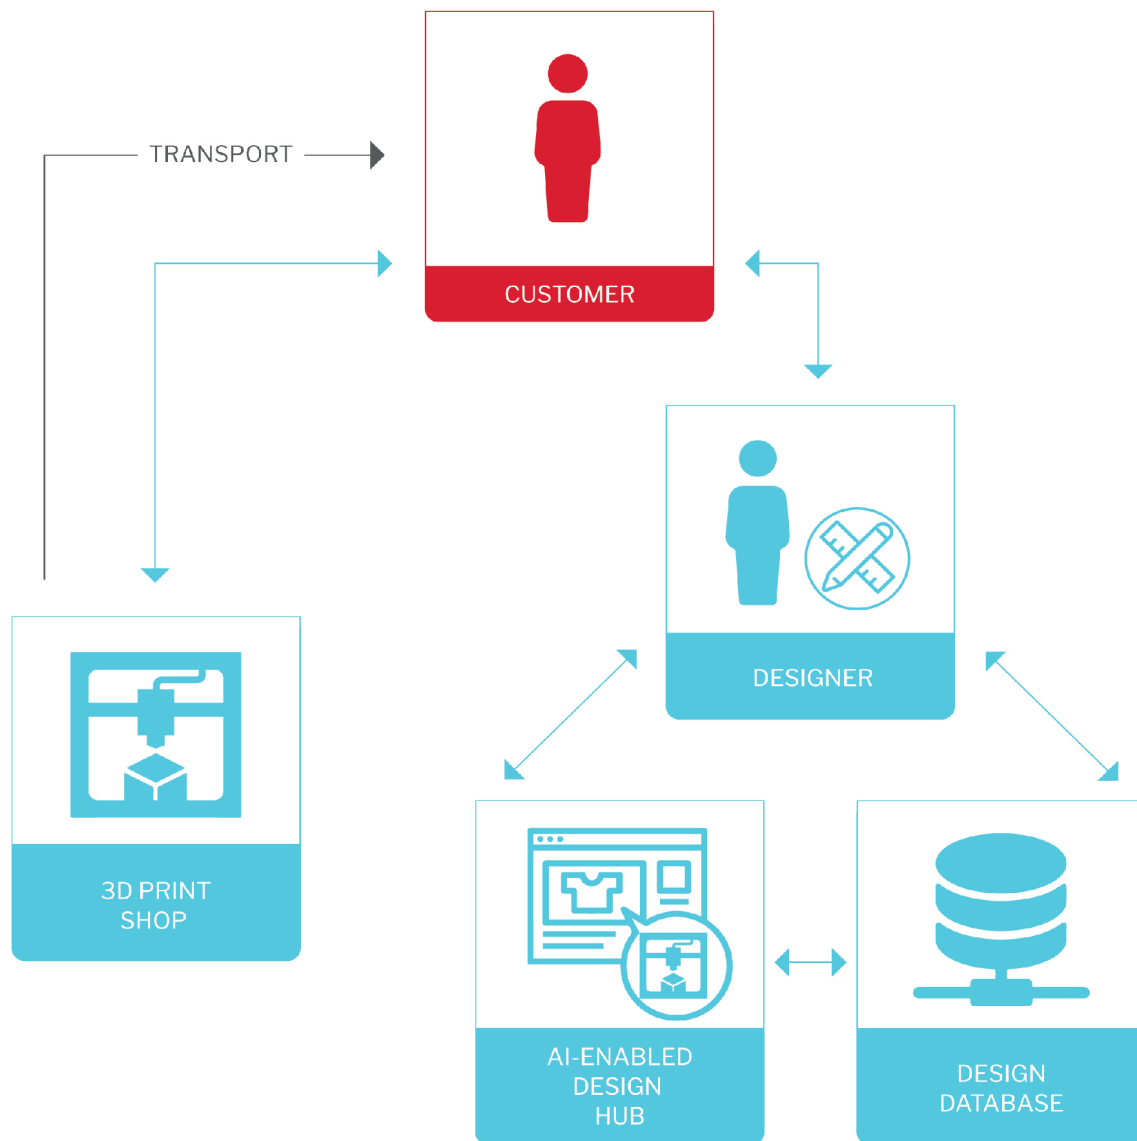 TRANSPORT
CUSTOMER
DESIGNER
3D PRINT
SHOP
AI-ENABLED
DESIGN
HUB
DESIGN
DATABASE